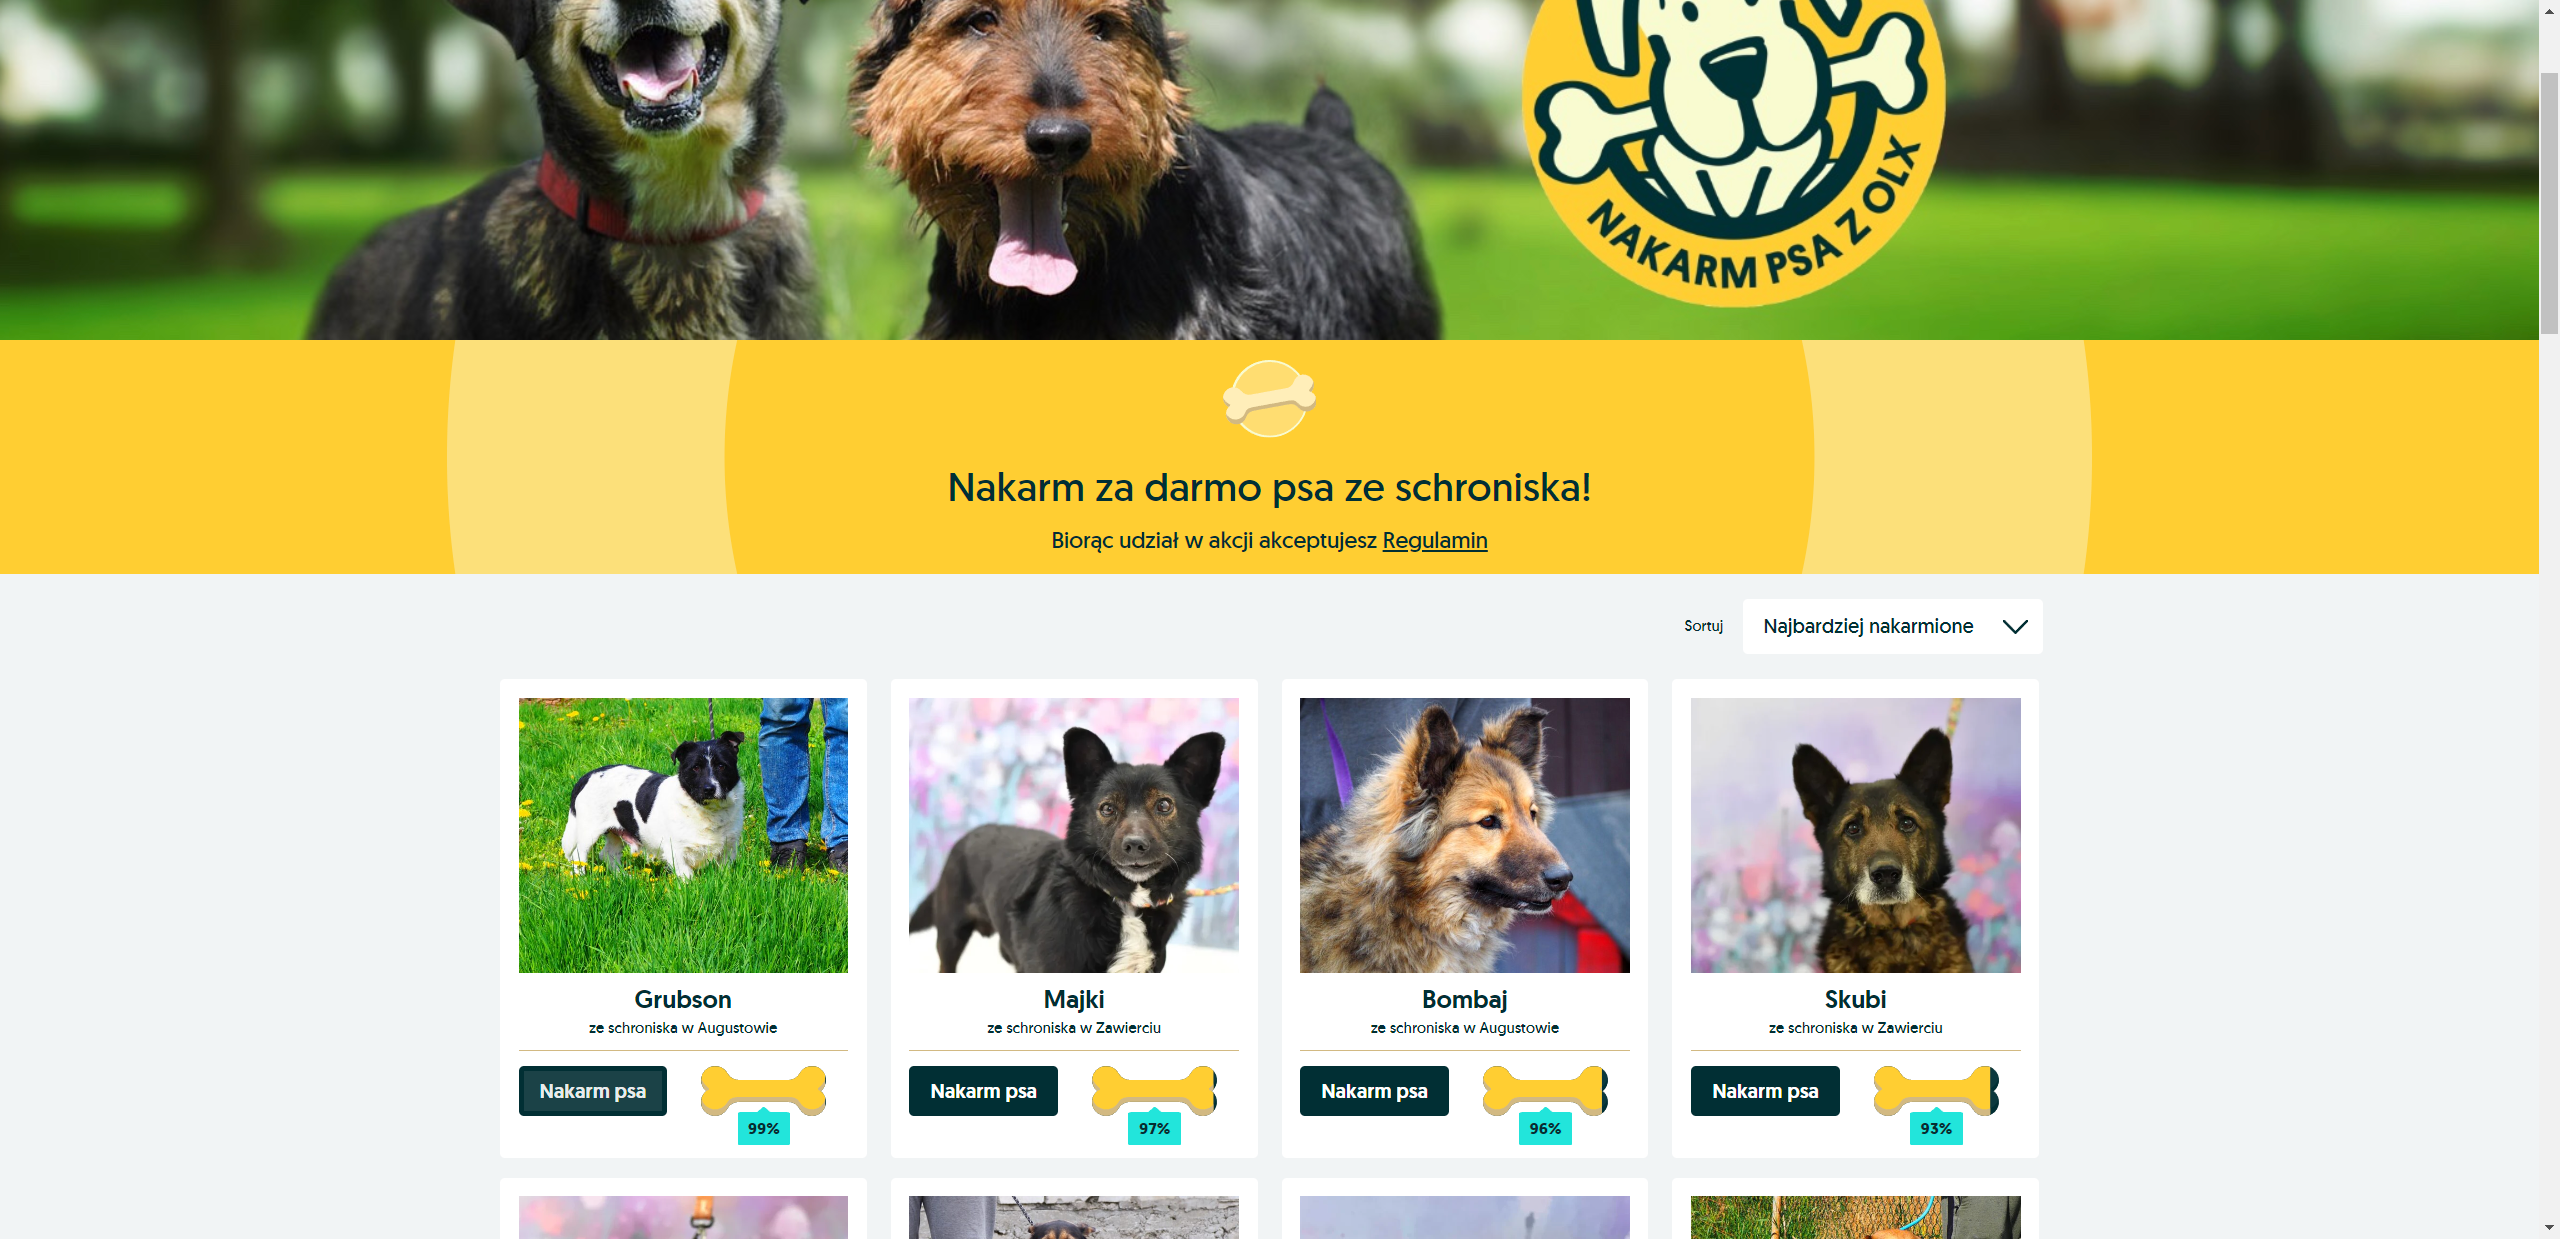 NAKARM PSA Z OLX
Nakarm za darmo psa ze schroniska!
Biorąc udział w akcji akceptujesz Regulamin
Sortuj
Najbardziej nakarmione
Grubson
ze schroniska w Augustowie
Nakarm psa
99%
Majki
ze schroniska w Zawierciu
Nakarm psa
97%
Bombaj
ze schroniska w Augustowie
Nakarm psa
96%
Skubi
ze schroniska w Zawierciu
Nakarm psa
93%